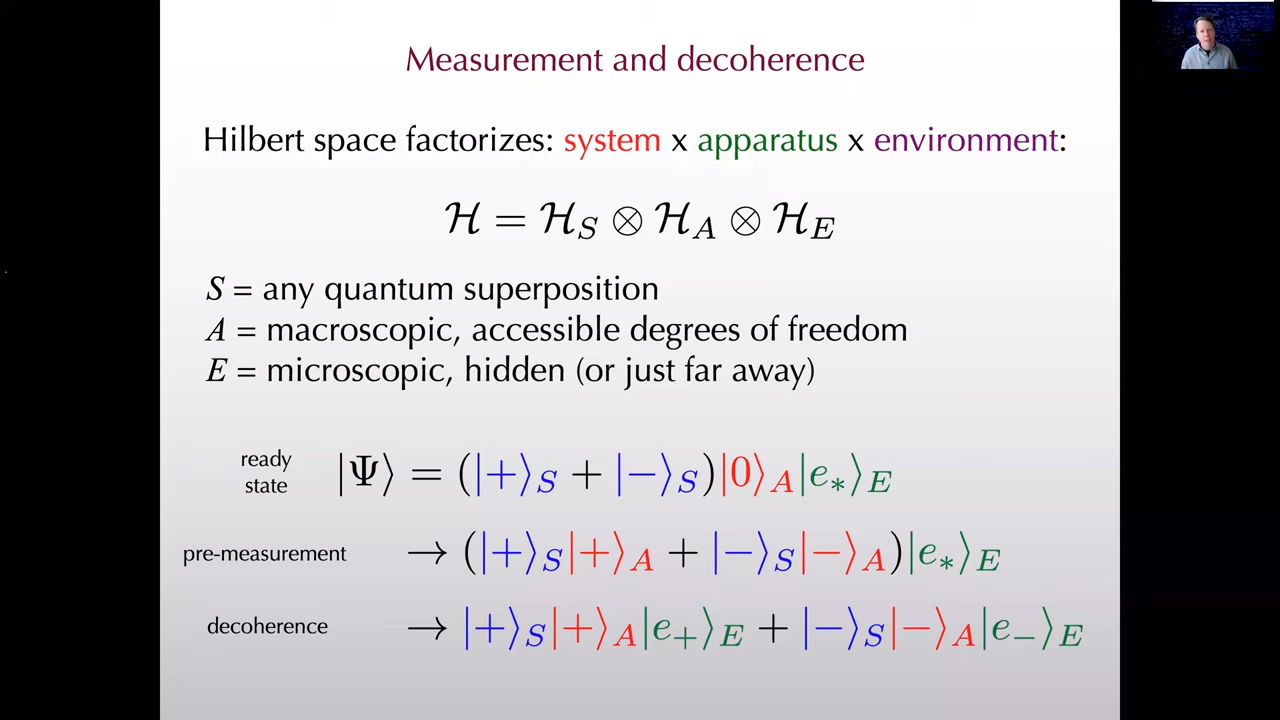 Measurement and decoherence
Hilbert space factorizes: system x apparatus x environment:
ℋ = ℋ_S ⊗ ℋ_A ⊗ ℋ_E
S = any quantum superposition
A = macroscopic, accessible degrees of freedom
E = microscopic, hidden (or just far away)
ready state |Ψ⟩ = (|+⟩_S + |−⟩_S)|0⟩_A|e_*⟩_E
pre-measurement → (|+⟩_S|+⟩_A + |−⟩_S|−⟩_A)|e_*⟩_E
decoherence → |+⟩_S|+⟩_A|e_+⟩_E + |−⟩_S|−⟩_A|e_−⟩_E